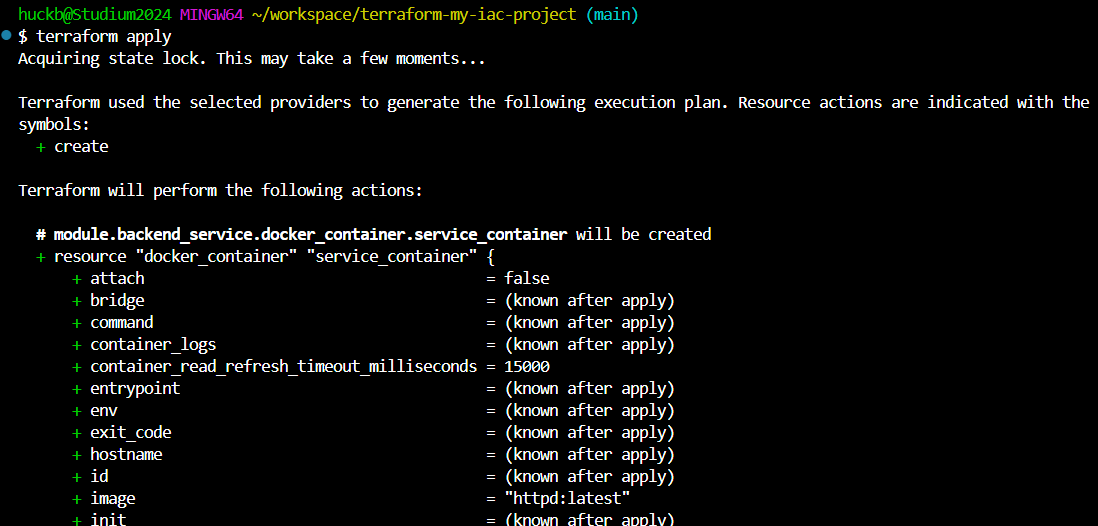 huckb@Studium2024 MINGW64 ~/workspace/terraform-my-iac-project (main)
$ terraform apply
Acquiring state lock. This may take a few moments...
Terraform used the selected providers to generate the following execution plan. Resource actions are indicated with the
symbols:
+ create
Terraform will perform the following actions:
# module.backend_service.docker_container.service_container will be created
+ resource "docker_container" "service_container" {
+ attach = false
+ bridge = (known after apply)
+ command = (known after apply)
+ container_logs = (known after apply)
+ container_read_refresh_timeout_milliseconds = 15000
+ entrypoint = (known after apply)
+ env = (known after apply)
+ exit_code = (known after apply)
+ hostname = (known after apply)
+ id = (known after apply)
+ image = "httpd:latest"
+ init = (known after apply)